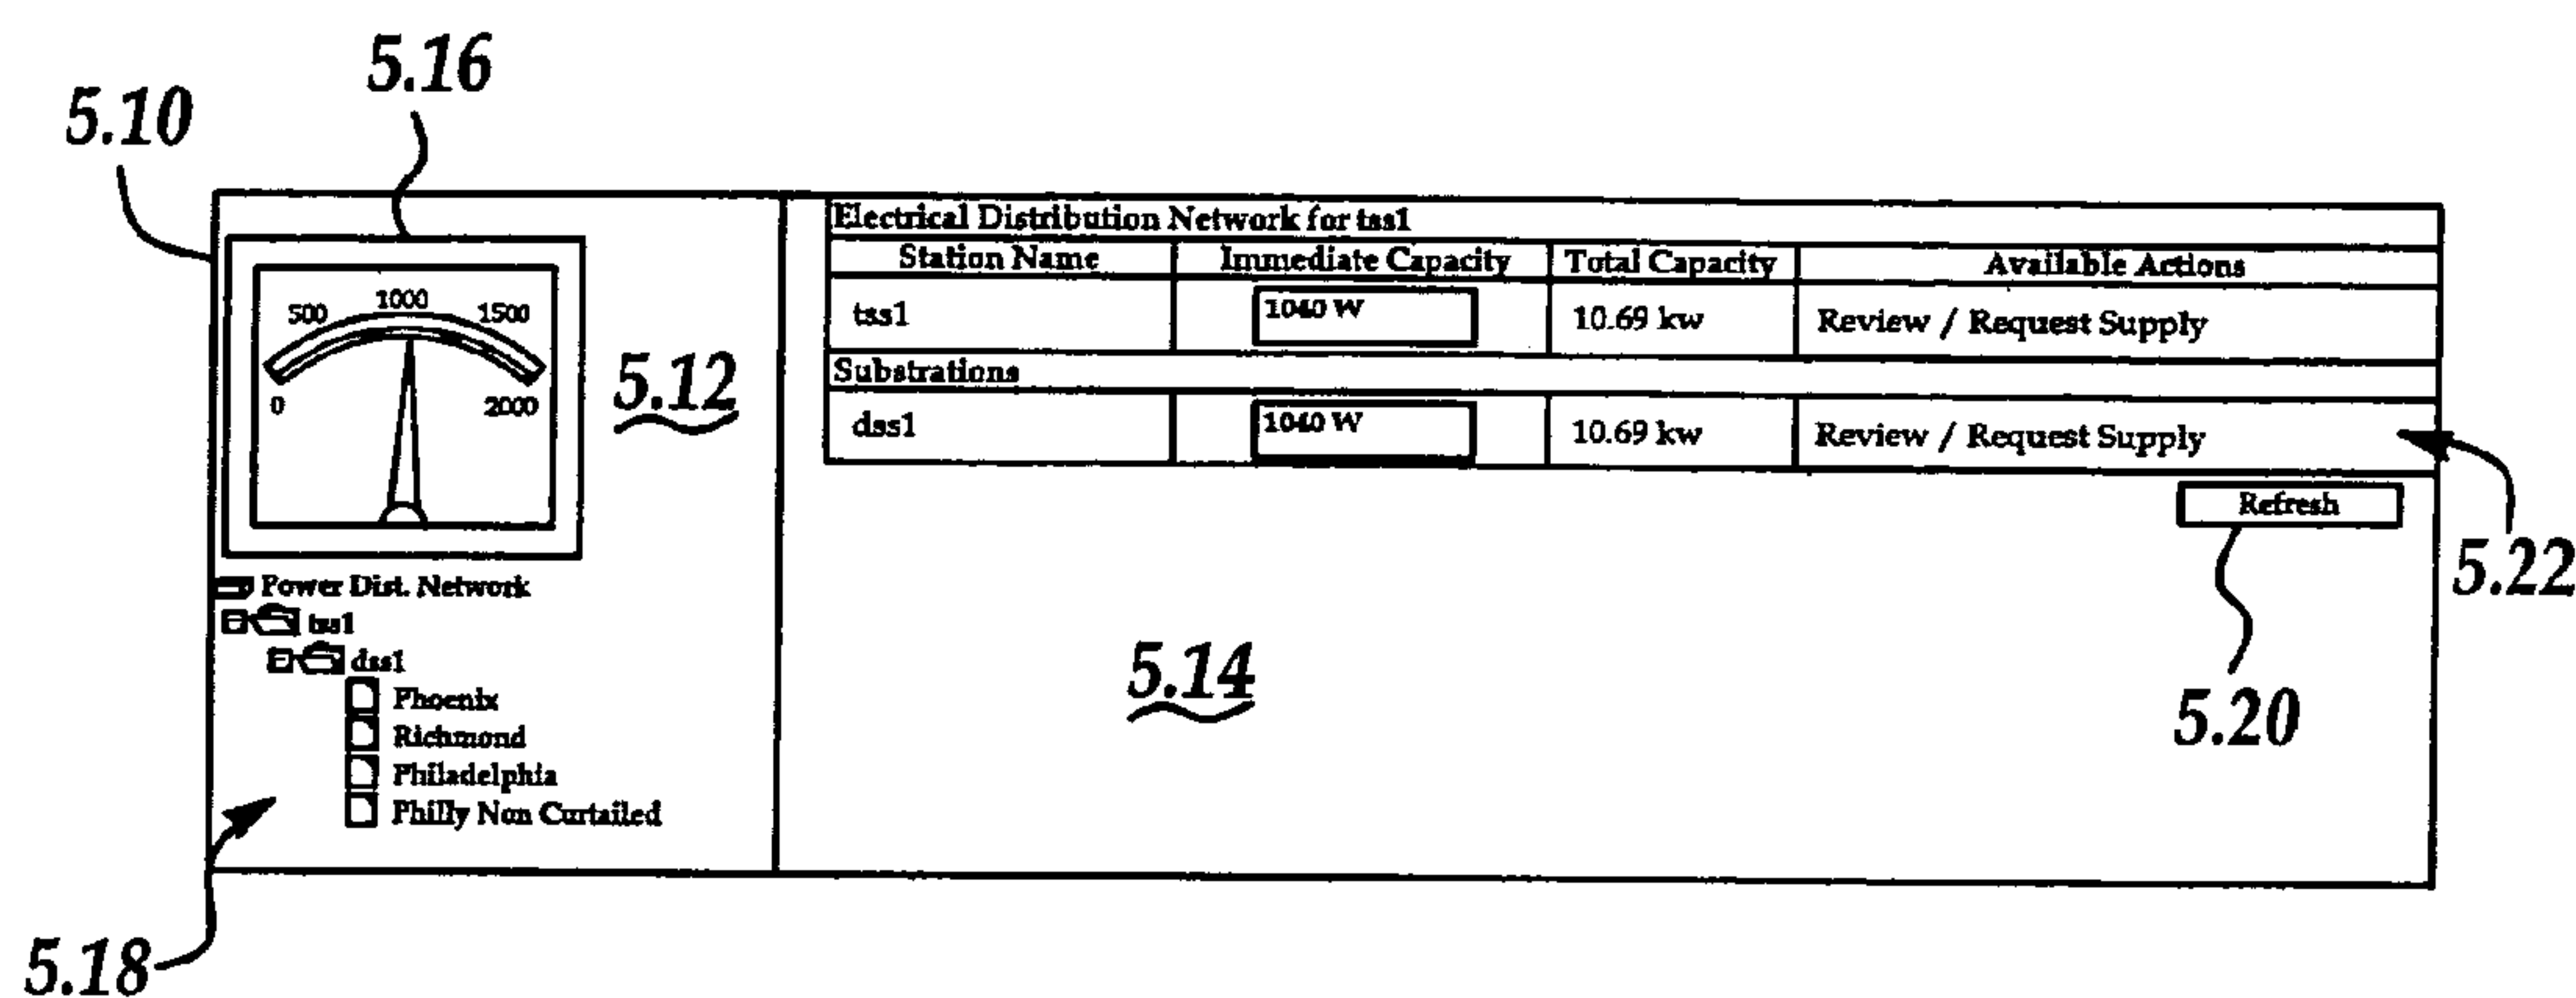 5.16
5.10
500 1000 1500
0 2000
5.12
Power Dist. Network
tss1
dss1
Phoenix
Richmond
Philadelphia
Philly Non Curtailed
5.18
Electrical Distribution Network for tss1
Station Name Immediate Capacity Total Capacity Available Actions
tss1 1040 W 10.69 kw Review / Request Supply
Substrations
dss1 1040 W 10.69 kw Review / Request Supply
Refresh
5.22
5.14
5.20